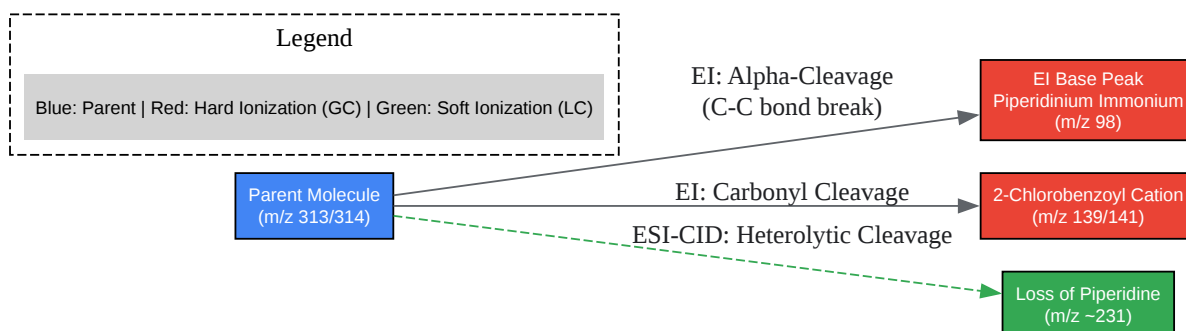 Legend
Blue: Parent | Red: Hard Ionization (GC) | Green: Soft Ionization (LC)
EI: Alpha-Cleavage
(C-C bond break)
EI Base Peak
Piperidinium Immonium
(m/z 98)
Parent Molecule
(m/z 313/314)
EI: Carbonyl Cleavage
2-Chlorobenzoyl Cation
(m/z 139/141)
ESI-CID: Heterolytic Cleavage
Loss of Piperidine
(m/z ~231)